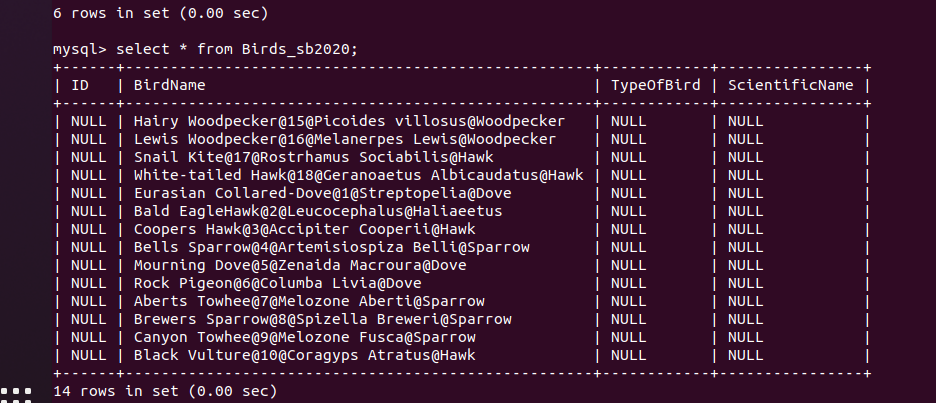 6 rows in set (0.00 sec)
mysql> select * from Birds_sb2020;
+------+----------------------------------------------------+------------+----------------+
| ID   | BirdName                                           | TypeOfBird | ScientificName |
+------+----------------------------------------------------+------------+----------------+
| NULL | Hairy Woodpecker@15@Picoides villosus@Woodpecker   | NULL       | NULL           |
| NULL | Lewis Woodpecker@16@Melanerpes Lewis@Woodpecker    | NULL       | NULL           |
| NULL | Snail Kite@17@Rostrhamus Sociabilis@Hawk           | NULL       | NULL           |
| NULL | White-tailed Hawk@18@Geranoaetus Albicaudatus@Hawk | NULL       | NULL           |
| NULL | Eurasian Collared-Dove@1@Streptopelia@Dove         | NULL       | NULL           |
| NULL | Bald EagleHawk@2@Leucocephalus@Haliaeetus          | NULL       | NULL           |
| NULL | Coopers Hawk@3@Accipiter Cooperii@Hawk             | NULL       | NULL           |
| NULL | Bells Sparrow@4@Artemisiospiza Belli@Sparrow       | NULL       | NULL           |
| NULL | Mourning Dove@5@Zenaida Macroura@Dove              | NULL       | NULL           |
| NULL | Rock Pigeon@6@Columba Livia@Dove                   | NULL       | NULL           |
| NULL | Aberts Towhee@7@Melozone Aberti@Sparrow            | NULL       | NULL           |
| NULL | Brewers Sparrow@8@Spizella Breweri@Sparrow         | NULL       | NULL           |
| NULL | Canyon Towhee@9@Melozone Fusca@Sparrow             | NULL       | NULL           |
| NULL | Black Vulture@10@Coragyps Atratus@Hawk             | NULL       | NULL           |
+------+----------------------------------------------------+------------+----------------+
14 rows in set (0.00 sec)